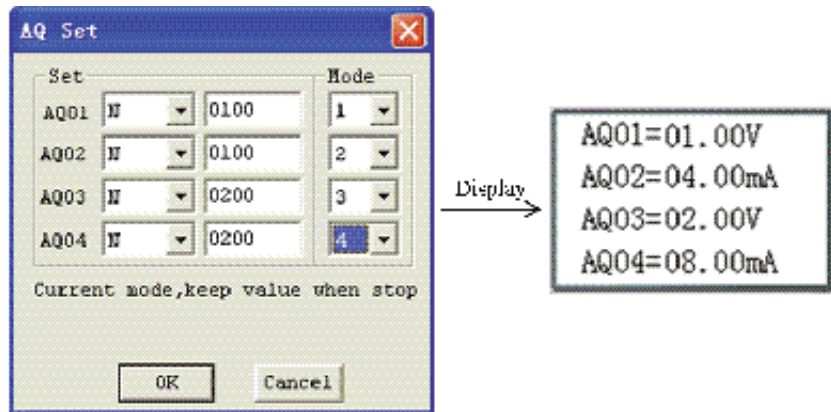 AQ Set
Set Mode
AQ01 N 0100 1
AQ02 N 0100 2
AQ03 N 0200 3
AQ04 N 0200 4
Current mode,keep value when stop
OK Cancel
Display
AQ01=01.00V
AQ02=04.00mA
AQ03=02.00V
AQ04=08.00mA